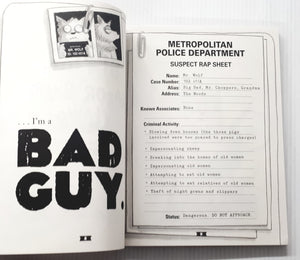 MR. WOLF
... I'm a
BAD
GUY.
METROPOLITAN
POLICE DEPARTMENT
SUSPECT RAP SHEET
Name: Mr Wolf
Case Number:
Alias: Big Bad, Mr. Choppers, Grandma
Address: The Woods
Known Associates: None
Criminal Activity:
- Blowing down houses (the three pigs
involved were too scared to press charges)
- Impersonating sheep
- Breaking into the homes of old women
- Impersonating old women
- Attempting to eat old women
- Attempting to eat relatives of old women
- Theft of night gowns and slippers
Status: Dangerous. DO NOT APPROACH